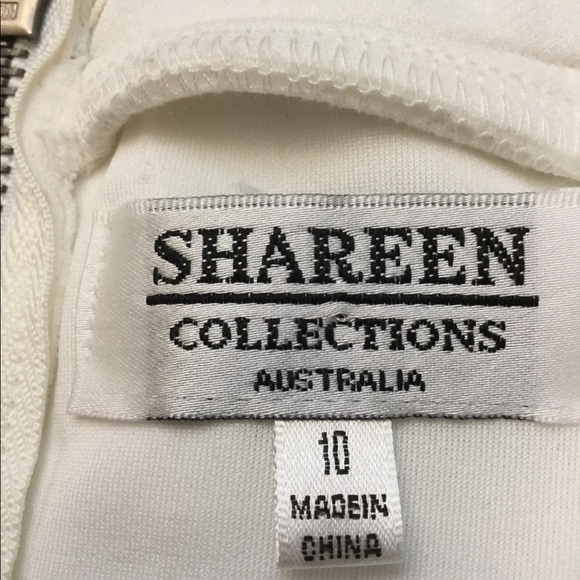 SHAREEN
COLLECTIONS
AUSTRALIA
10
MADEIN
CHINA